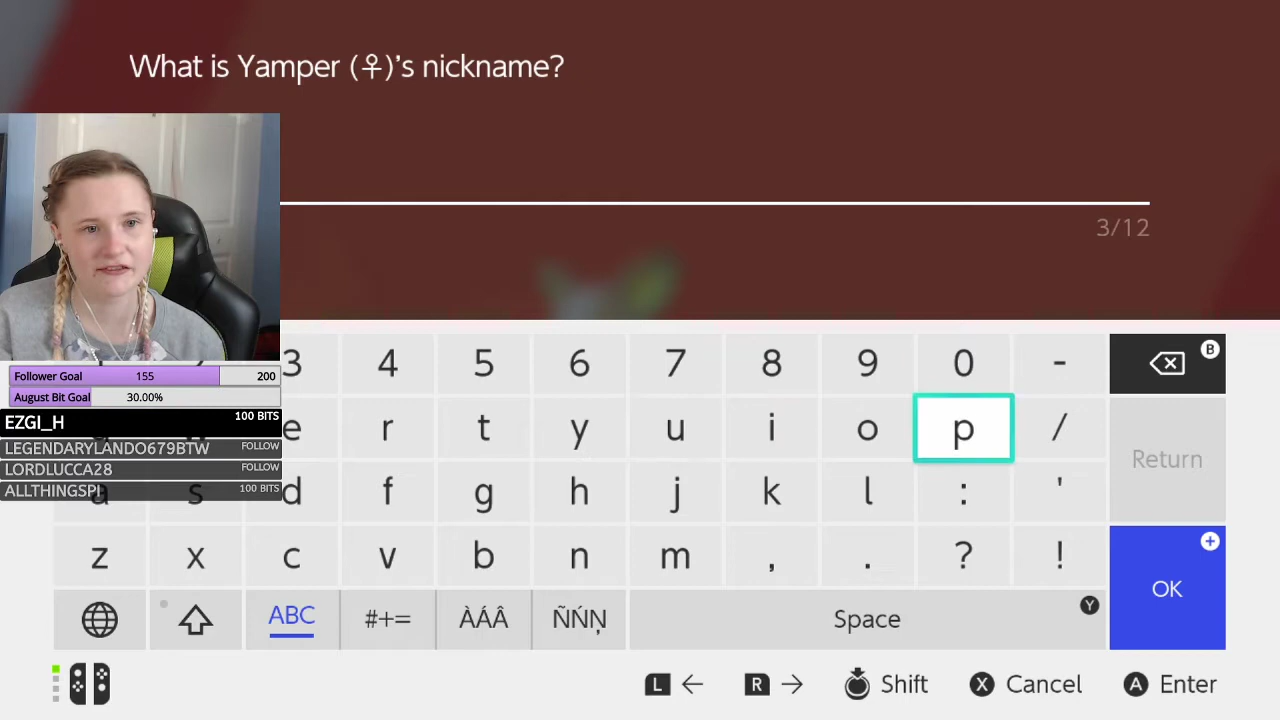 What is Yamper (♀)'s nickname?
3/12
3 4 5 6 7 8 9 0 - B
Follower Goal 155 200
August Bit Goal 30.00%
EZGI_H 100 BITS
e r t y u i o p /
LEGENDARYLANDO679BTW FOLLOW
LORDLUCCA28 FOLLOW
Return
ALLTHINGSPI 100 BITS
a s d f g h j k l : '
z x c v b n m , . ? ! +
OK
ABC #+= ÀÁÂ ÑŃŅ Space Y
L ← R → Shift X Cancel A Enter